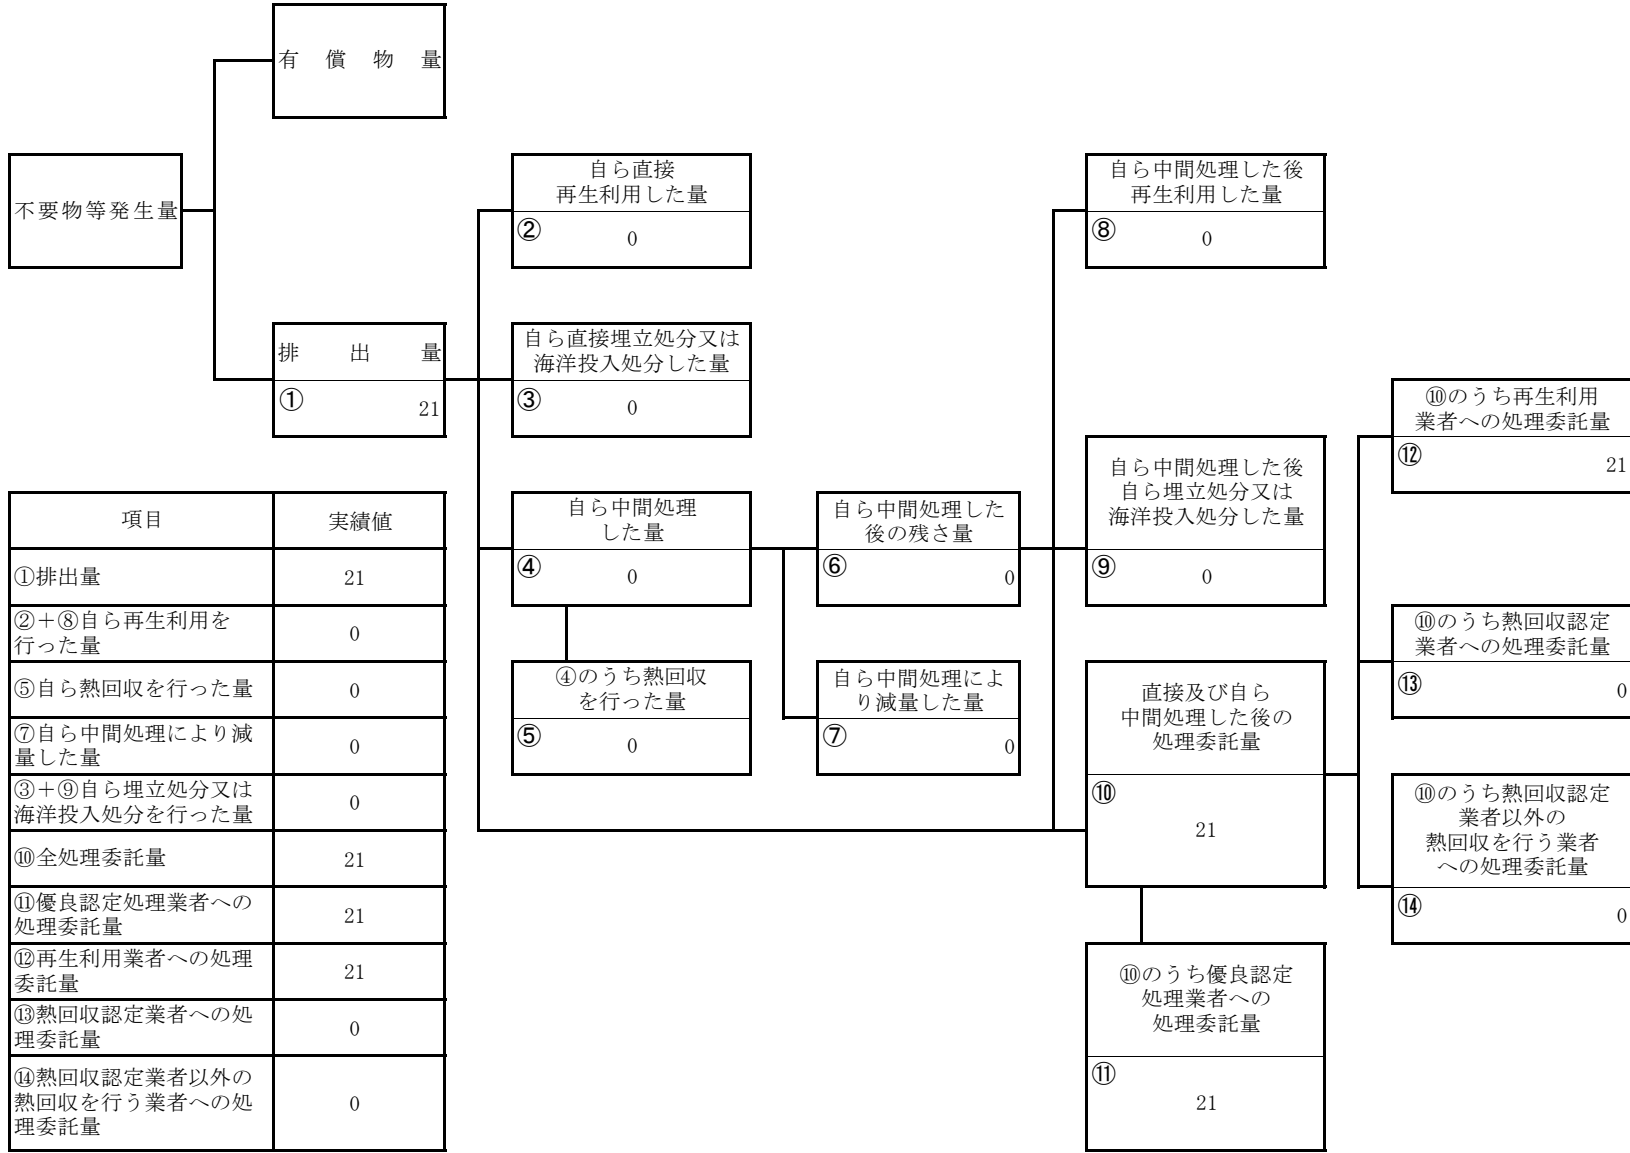 有償物量
不要物等発生量
排出量
①
21
自ら直接
再生利用した量
②
0
自ら直接埋立処分又は
海洋投入処分した量
③
0
自ら中間処理
した量
④
0
④のうち熱回収
を行った量
⑤
0
自ら中間処理した
後の残さ量
⑥
0
自ら中間処理によ
り減量した量
⑦
0
自ら中間処理した後
再生利用した量
⑧
0
自ら中間処理した後
自ら埋立処分又は
海洋投入処分した量
⑨
0
直接及び自ら
中間処理した後の
処理委託量
⑩
21
⑩のうち優良認定
処理業者への
処理委託量
⑪
21
⑩のうち再生利用
業者への処理委託量
⑫
21
⑩のうち熱回収認定
業者への処理委託量
⑬
0
⑩のうち熱回収認定
業者以外の
熱回収を行う業者
への処理委託量
⑭
0
項目 実績値
①排出量 21
②＋⑧自ら再生利用を
行った量 0
⑤自ら熱回収を行った量 0
⑦自ら中間処理により減
量した量 0
③＋⑨自ら埋立処分又は
海洋投入処分を行った量 0
⑩全処理委託量 21
⑪優良認定処理業者への
処理委託量 21
⑫再生利用業者への処理
委託量 21
⑬熱回収認定業者への処
理委託量 0
⑭熱回収認定業者以外の
熱回収を行う業者への処
理委託量 0